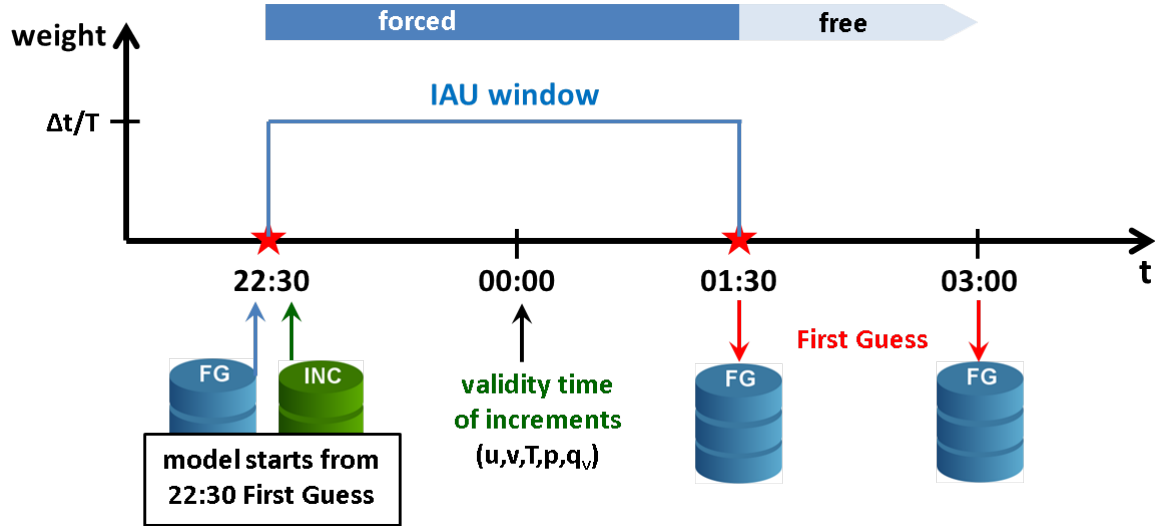 forced
free
weight
IAU window
Δt/T
22:30
00:00
01:30
03:00
t
First Guess
FG
INC
FG
FG
validity time
of increments
(u,v,T,p,qᵥ)
model starts from
22:30 First Guess